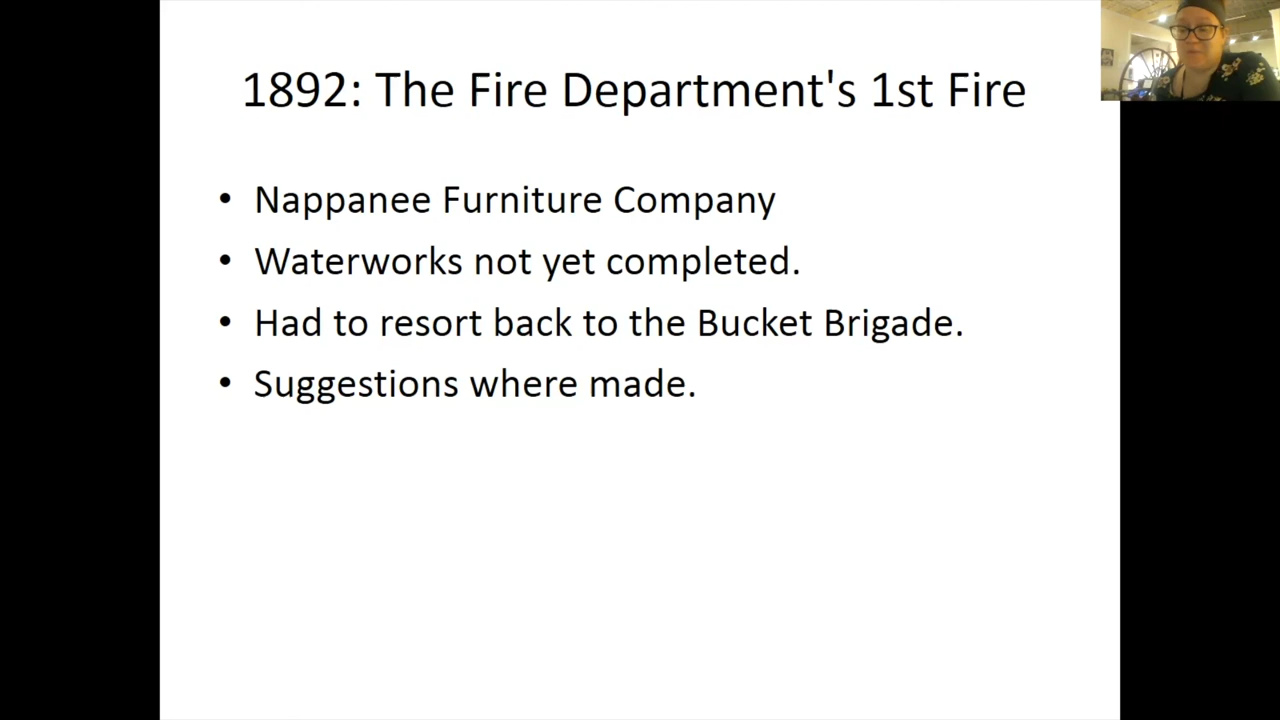 1892: The Fire Department's 1st Fire
• Nappanee Furniture Company
• Waterworks not yet completed.
• Had to resort back to the Bucket Brigade.
• Suggestions where made.